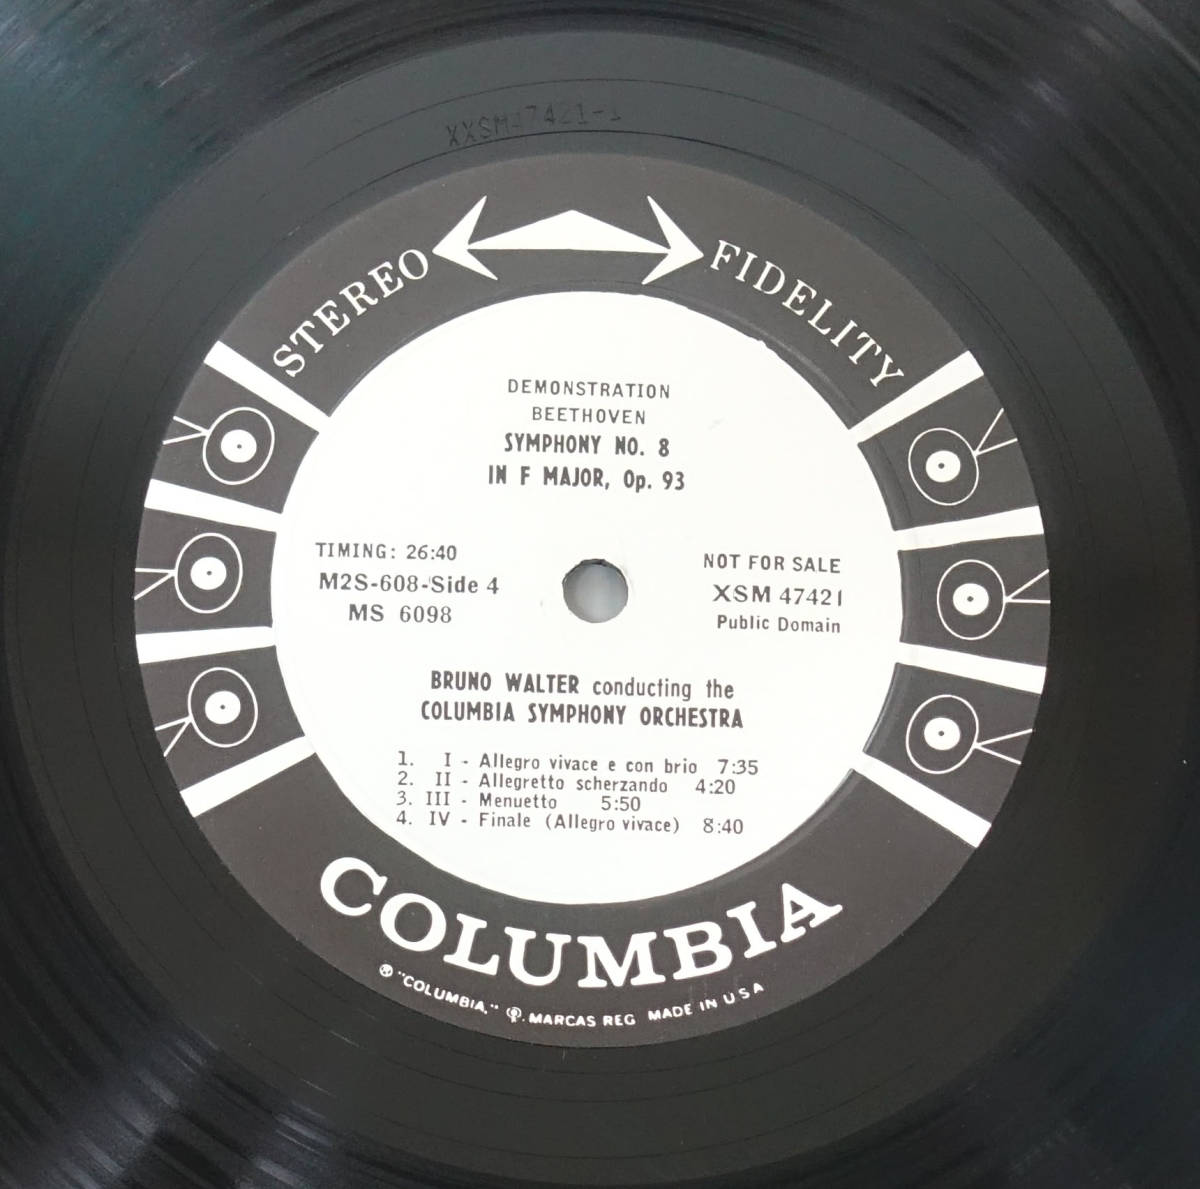 XXSM47421-1
STEREO FIDELITY
DEMONSTRATION
BEETHOVEN
SYMPHONY NO. 8
IN F MAJOR, Op. 93
TIMING: 26:40
M2S-608-Side 4
MS 6098
NOT FOR SALE
XSM 47421
Public Domain
BRUNO WALTER conducting the
COLUMBIA SYMPHONY ORCHESTRA
1. I - Allegro vivace e con brio 7:35
2. II - Allegretto scherzando 4:20
3. III - Menuetto 5:50
4. IV - Finale (Allegro vivace) 8:40
COLUMBIA
"COLUMBIA," MARCAS REG MADE IN U S A